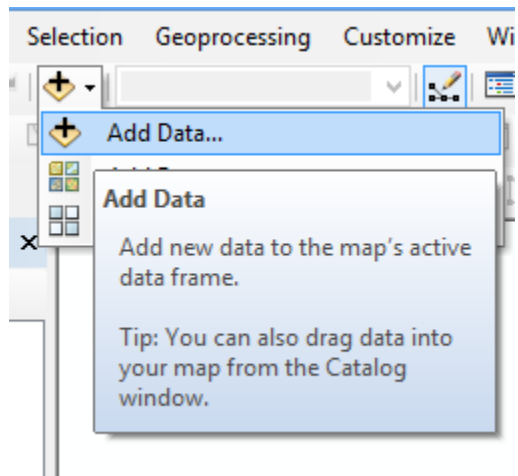 Selection Geoprocessing Customize Wi
Add Data...
Add Data
Add new data to the map's active
data frame.
Tip: You can also drag data into
your map from the Catalog
window.